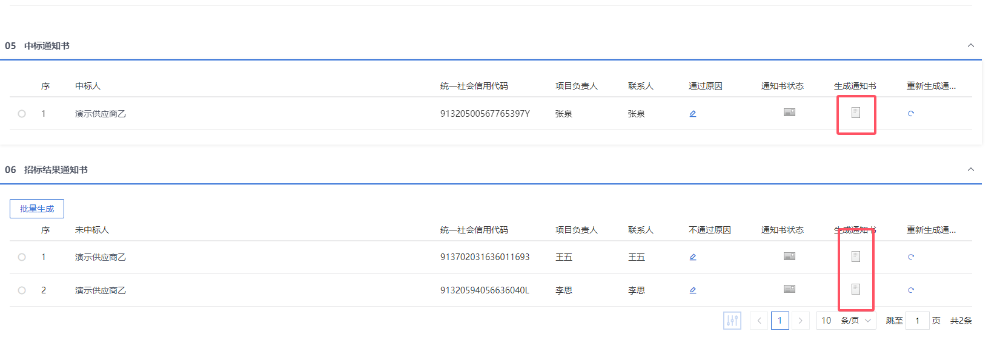 05 中标通知书
序 中标人 统一社会信用代码 项目负责人 联系人 通过原因 通知书状态 生成通知书 重新生成通...
1 演示供应商乙 91320500567765397Y 张泉 张泉
06 招标结果通知书
批量生成
序 未中标人 统一社会信用代码 项目负责人 联系人 不通过原因 通知书状态 生成通知书 重新生成通...
1 演示供应商乙 913702031636011693 王五 王五
2 演示供应商乙 91320594056636040L 李思 李思
1 10 条/页 跳至 1 页 共2条